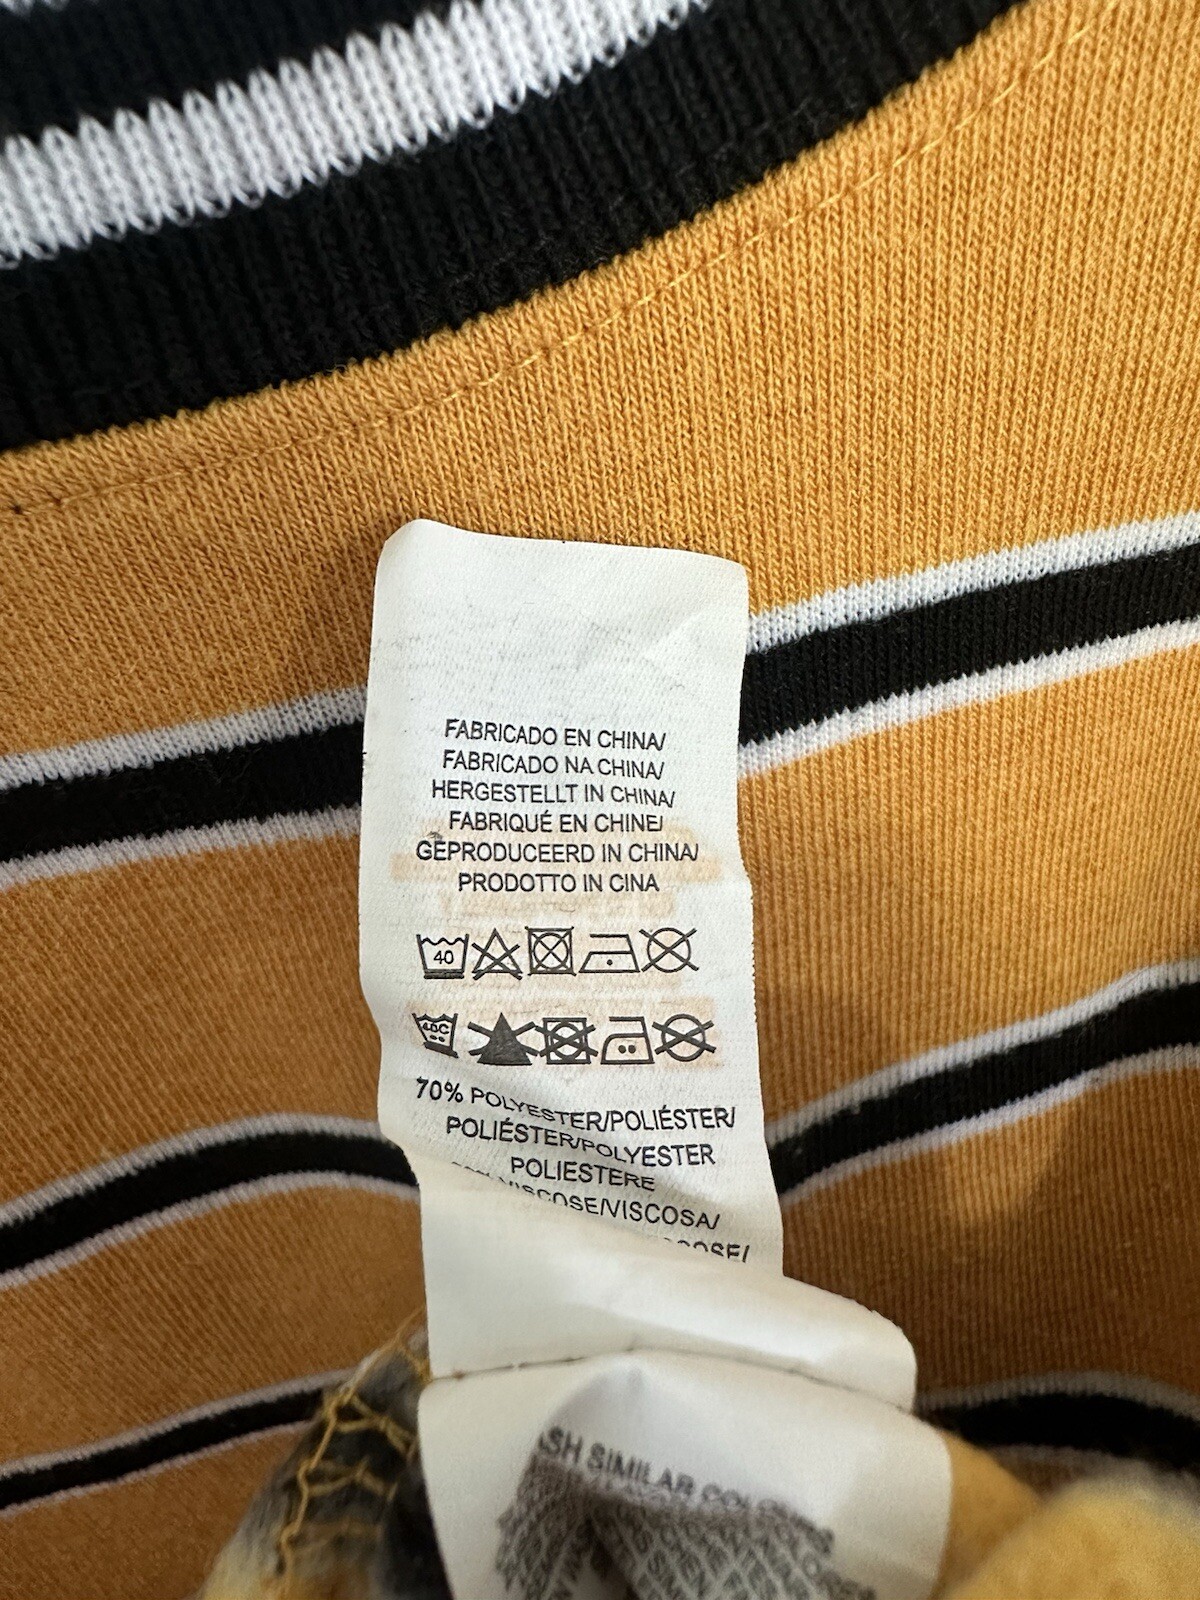 FABRICADO EN CHINA/
FABRICADO NA CHINA/
HERGESTELLT IN CHINA/
FABRIQUÉ EN CHINE/
GEPRODUCEERD IN CHINA/
PRODOTTO IN CINA
40
40C
70% POLYESTER/POLIÉSTER/
POLIÉSTER/POLYESTER
POLIESTERE
VISCOSE/VISCOSA/
SIMILAR